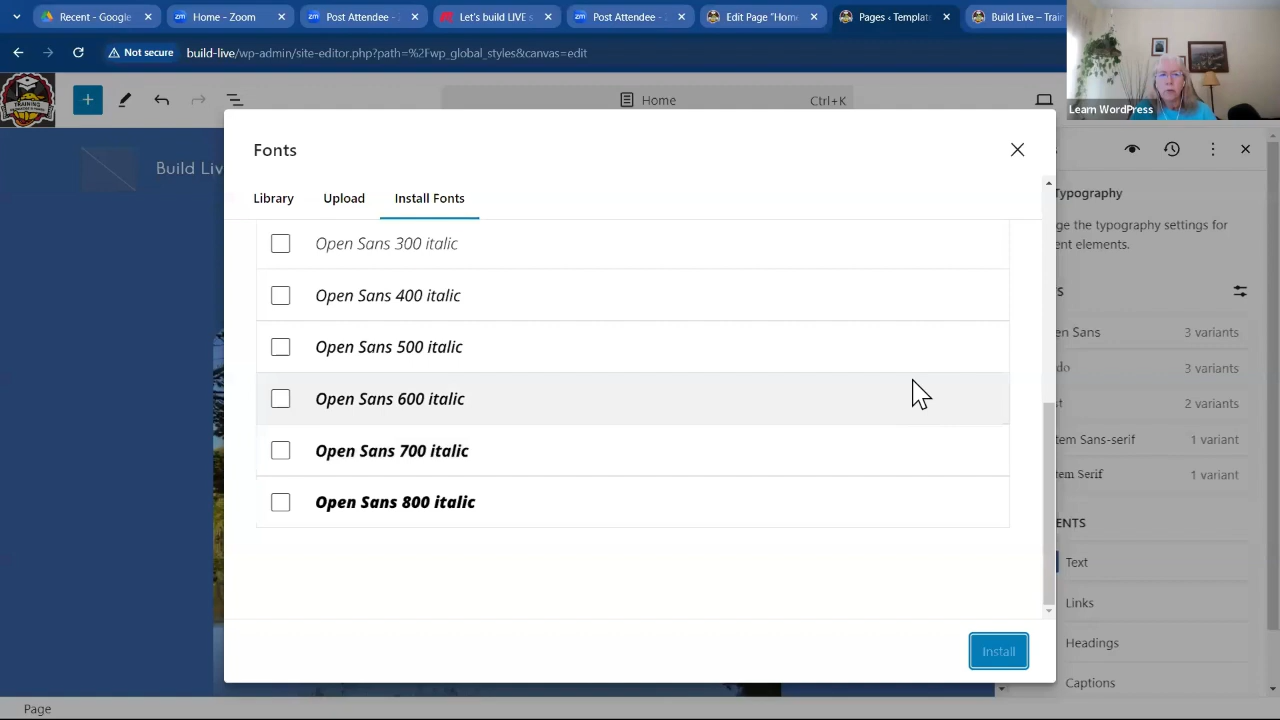 Recent - Google
Home - Zoom
Post Attendee - Z
Let's build LIVE s
Post Attendee - Z
Edit Page "Hom
Pages ‹ Templat
Build Live – Train
Not secure
build-live/wp-admin/site-editor.php?path=%2Fwp_global_styles&canvas=edit
Learn WordPress
TRAINING
Home
Ctrl+K
Build Liv
Fonts
Library
Upload
Install Fonts
Open Sans 300 italic
Open Sans 400 italic
Open Sans 500 italic
Open Sans 600 italic
Open Sans 700 italic
Open Sans 800 italic
Install
Typography
ge the typography settings for
ent elements.
S
en Sans
3 variants
do
3 variants
st
2 variants
tem Sans-serif
1 variant
tem Serif
1 variant
ENTS
Text
Links
Headings
Captions
Page